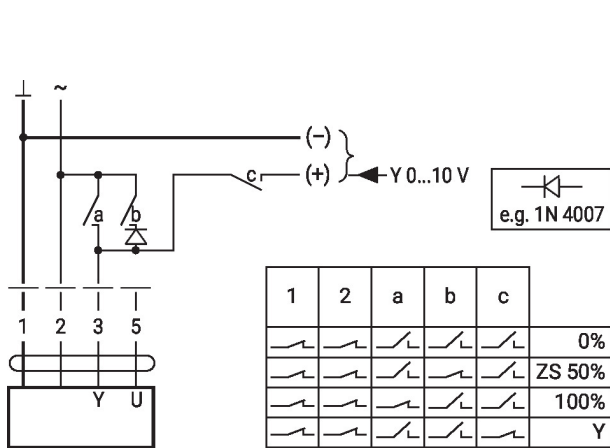 ⊥ ~
(–)
c (+) Y 0...10 V
a b
e.g. 1N 4007
1 2 3 5
Y U
1 2 a b c
0%
ZS 50%
100%
Y